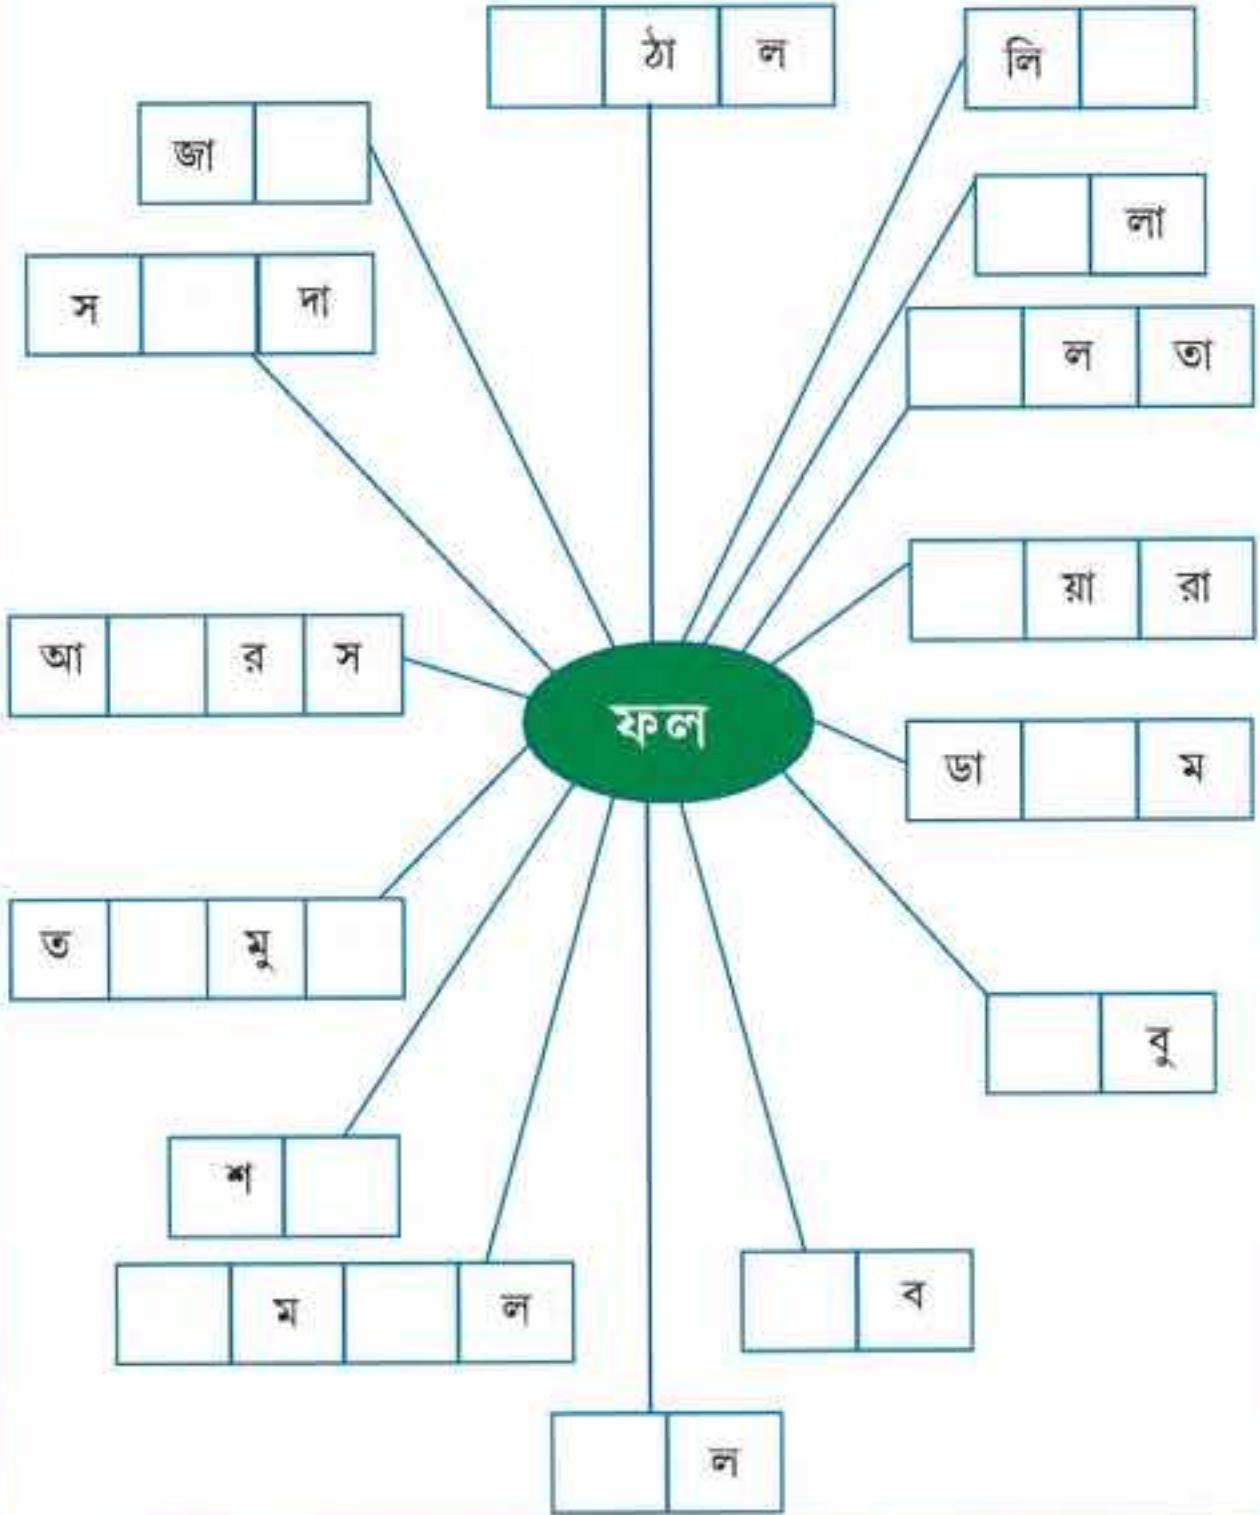 ঠা ল
লি
জা
লা
স দা
ল তা
য়া রা
আ র স
ফল
ডা ম
ত মু
বু
শ
ম ল
ব
ল